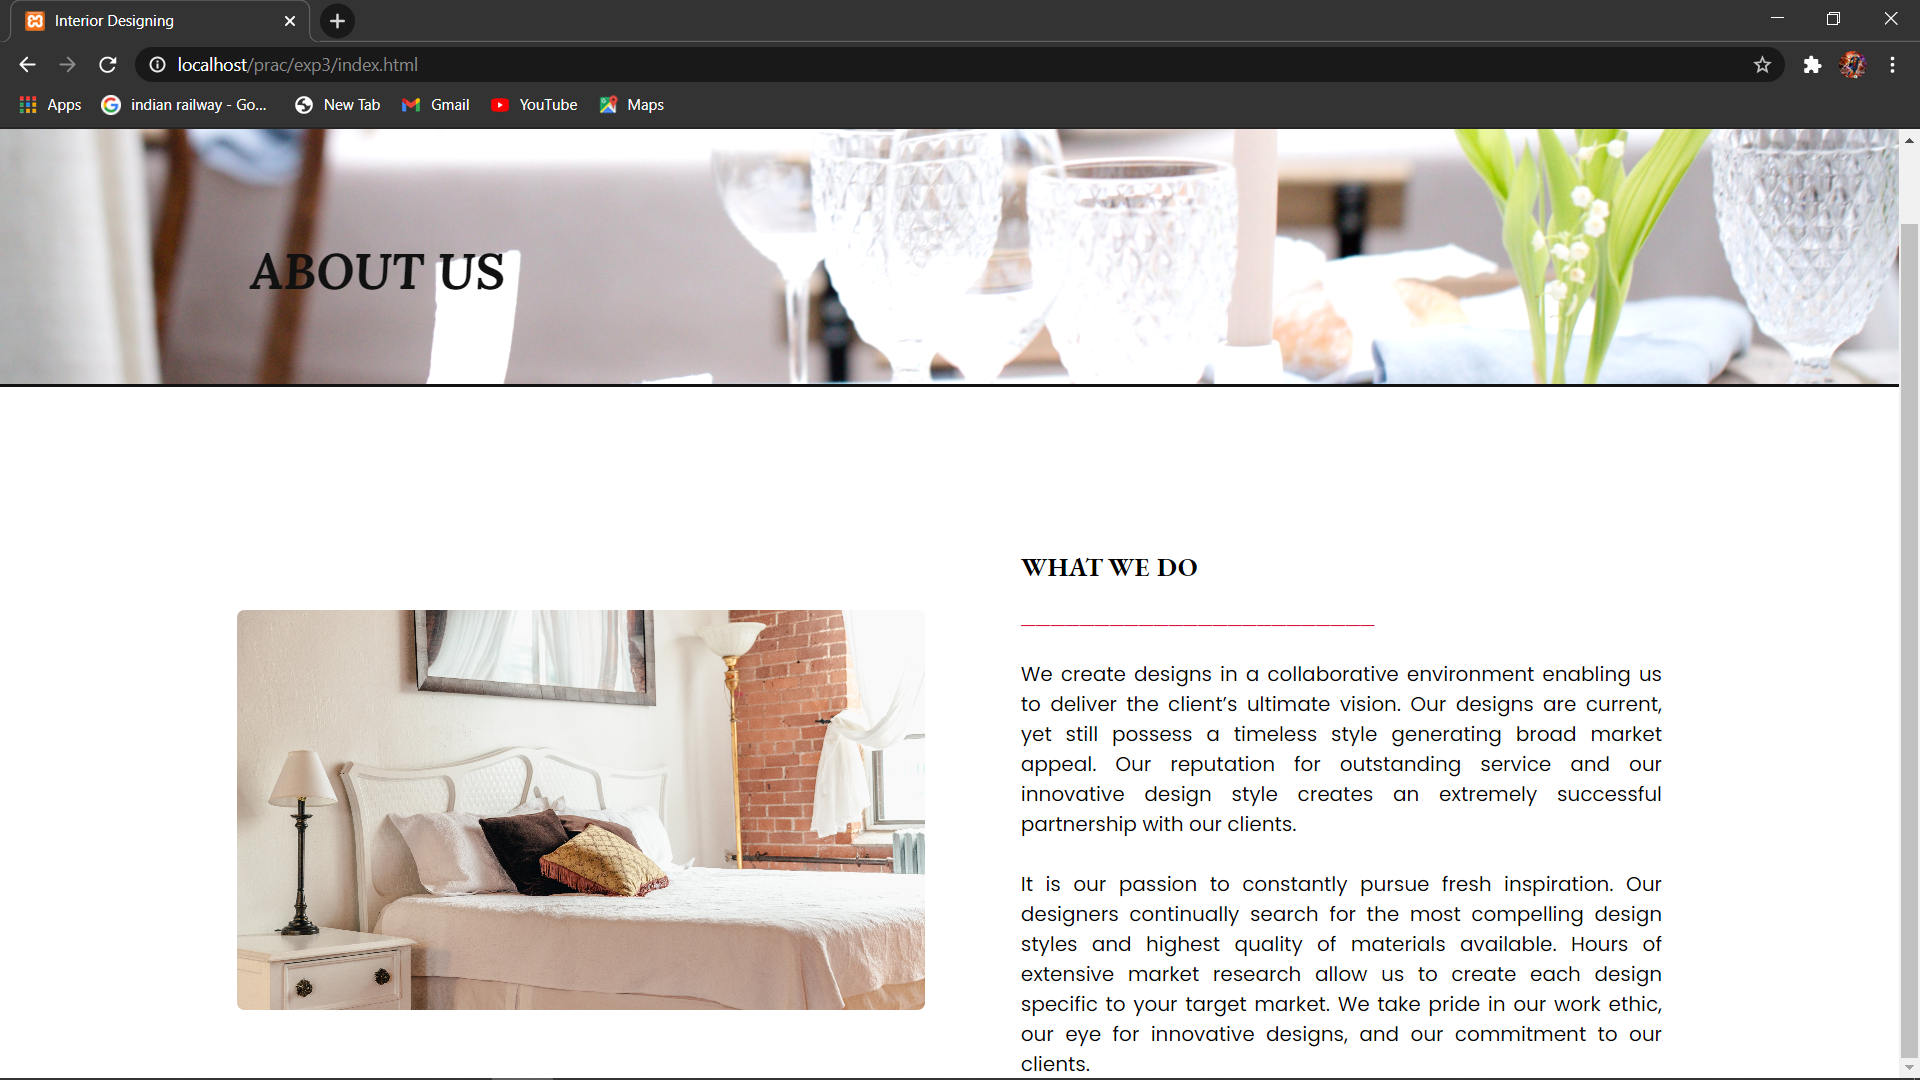 Interior Designing
localhost/prac/exp3/index.html
Apps
indian railway - Go...
New Tab
Gmail
YouTube
Maps
ABOUT US
WHAT WE DO
________________________
We create designs in a collaborative environment enabling us
to deliver the client’s ultimate vision. Our designs are current,
yet still possess a timeless style generating broad market
appeal. Our reputation for outstanding service and our
innovative design style creates an extremely successful
partnership with our clients.
It is our passion to constantly pursue fresh inspiration. Our
designers continually search for the most compelling design
styles and highest quality of materials available. Hours of
extensive market research allow us to create each design
specific to your target market. We take pride in our work ethic,
our eye for innovative designs, and our commitment to our
clients.